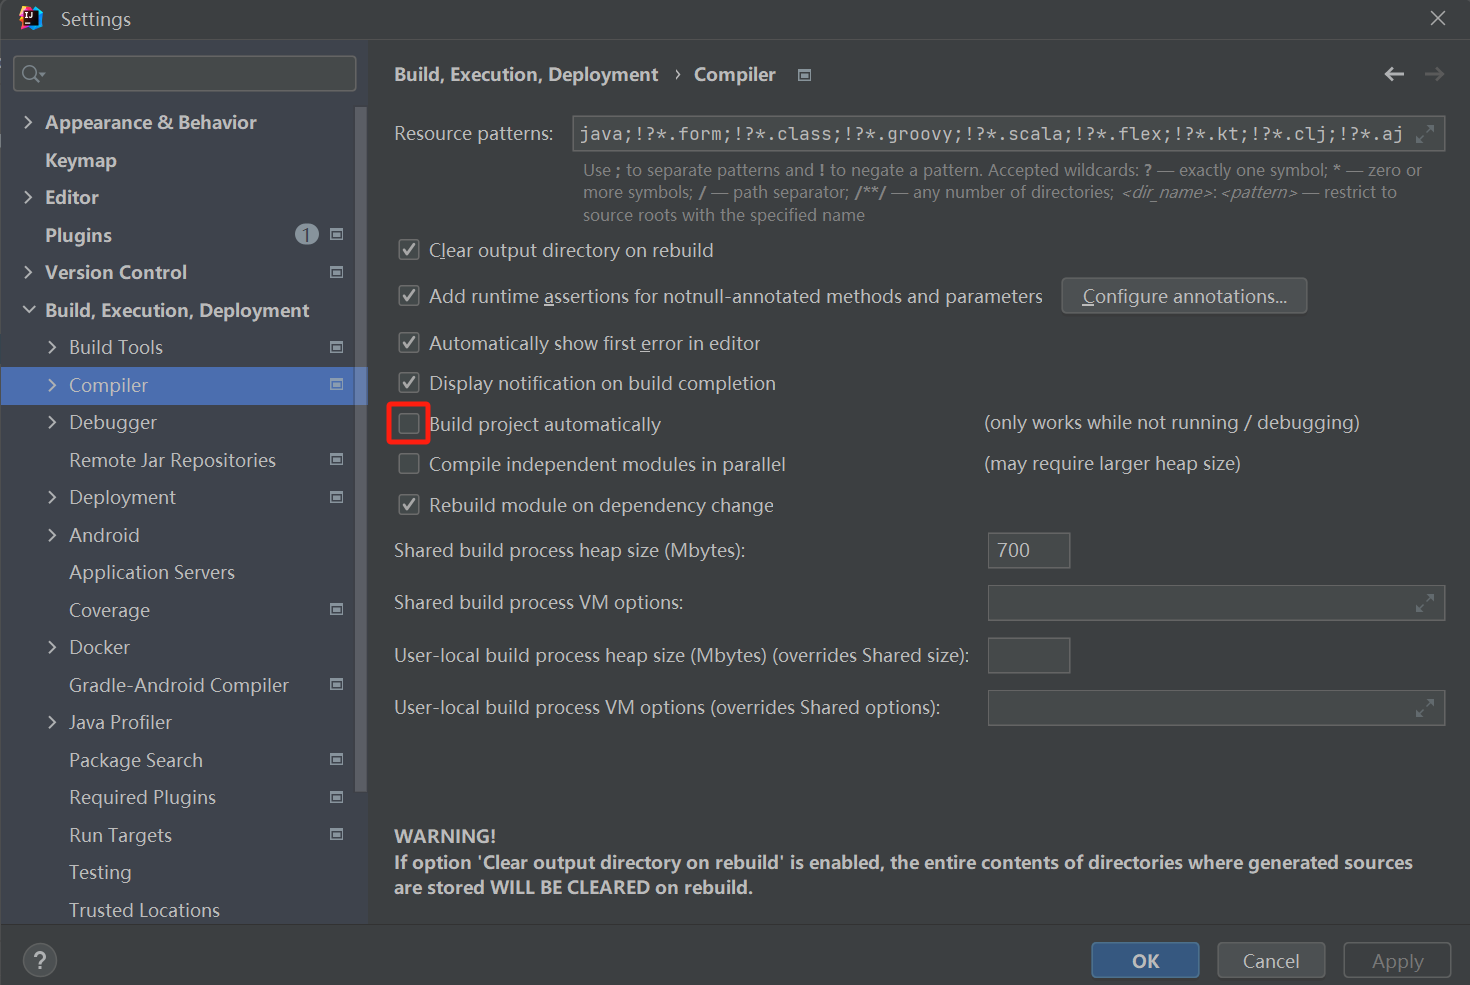 Settings
Appearance & Behavior
Keymap
Editor
Plugins 1
Version Control
Build, Execution, Deployment
Build Tools
Compiler
Debugger
Remote Jar Repositories
Deployment
Android
Application Servers
Coverage
Docker
Gradle-Android Compiler
Java Profiler
Package Search
Required Plugins
Run Targets
Testing
Trusted Locations
Build, Execution, Deployment › Compiler
Resource patterns: java;!?*.form;!?*.class;!?*.groovy;!?*.scala;!?*.flex;!?*.kt;!?*.clj;!?*.aj
Use ; to separate patterns and ! to negate a pattern. Accepted wildcards: ? — exactly one symbol; * — zero or
more symbols; / — path separator; /**/ — any number of directories; <dir_name>:<pattern> — restrict to
source roots with the specified name
Clear output directory on rebuild
Add runtime assertions for notnull-annotated methods and parameters Configure annotations...
Automatically show first error in editor
Display notification on build completion
Build project automatically (only works while not running / debugging)
Compile independent modules in parallel (may require larger heap size)
Rebuild module on dependency change
Shared build process heap size (Mbytes): 700
Shared build process VM options:
User-local build process heap size (Mbytes) (overrides Shared size):
User-local build process VM options (overrides Shared options):
WARNING!
If option 'Clear output directory on rebuild' is enabled, the entire contents of directories where generated sources
are stored WILL BE CLEARED on rebuild.
? OK Cancel Apply